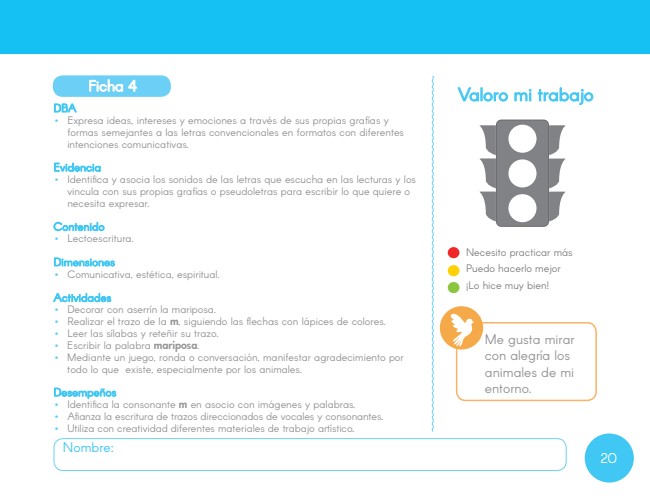 Ficha 4
DBA
• Expresa ideas, intereses y emociones a través de sus propias grafías y
formas semejantes a las letras convencionales en formatos con diferentes
intenciones comunicativas.
Evidencia
• Identifica y asocia los sonidos de las letras que escucha en las lecturas y los
vincula con sus propias grafías o pseudoletras para escribir lo que quiere o
necesita expresar.
Contenido
• Lectoescritura.
Dimensiones
• Comunicativa, estética, espiritual.
Actividades
• Decorar con aserrín la mariposa.
• Realizar el trazo de la m, siguiendo las flechas con lápices de colores.
• Leer las sílabas y reteñir su trazo.
• Escribir la palabra mariposa.
• Mediante un juego, ronda o conversación, manifestar agradecimiento por
todo lo que existe, especialmente por los animales.
Desempeños
• Identifica la consonante m en asocio con imágenes y palabras.
• Afianza la escritura de trazos direccionados de vocales y consonantes.
• Utiliza con creatividad diferentes materiales de trabajo artístico.
Nombre:
Valoro mi trabajo
Necesito practicar más
Puedo hacerlo mejor
¡Lo hice muy bien!
Me gusta mirar
con alegría los
animales de mi
entorno.
20